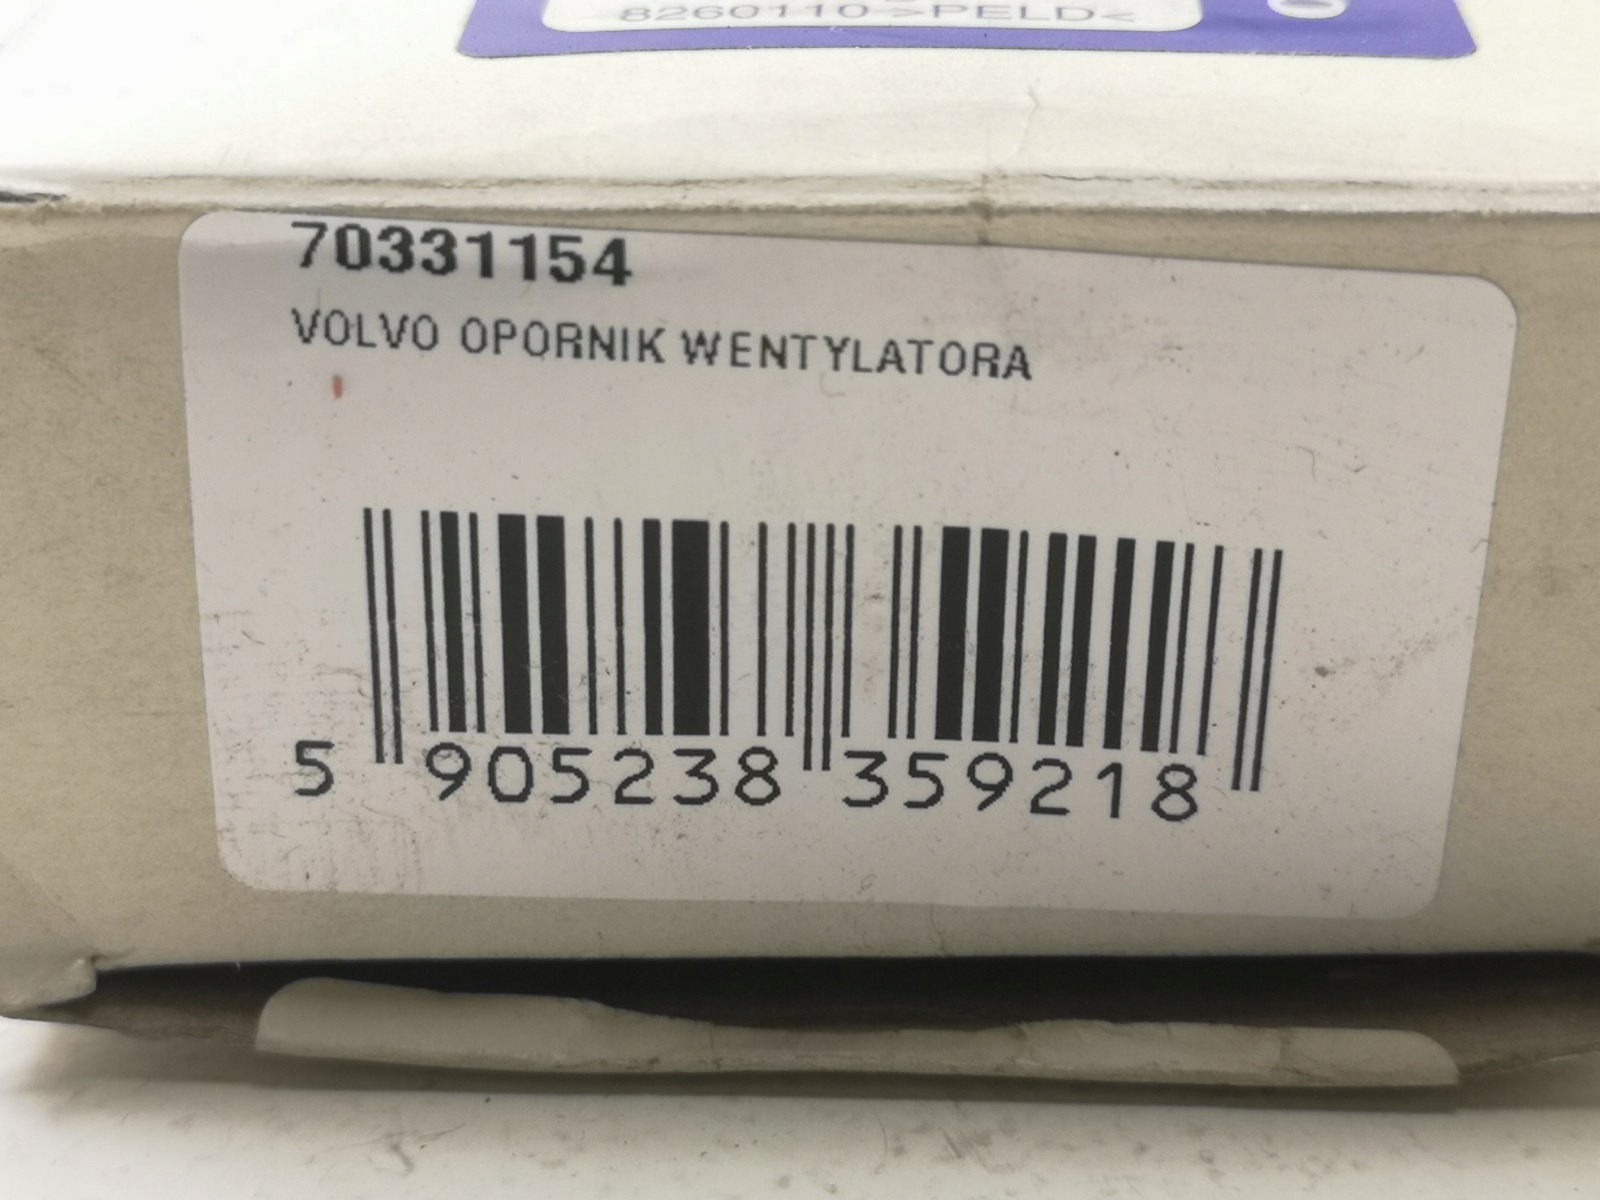 8260110->PELD<
70331154
VOLVO OPORNIK WENTYLATORA
5 905238 359218